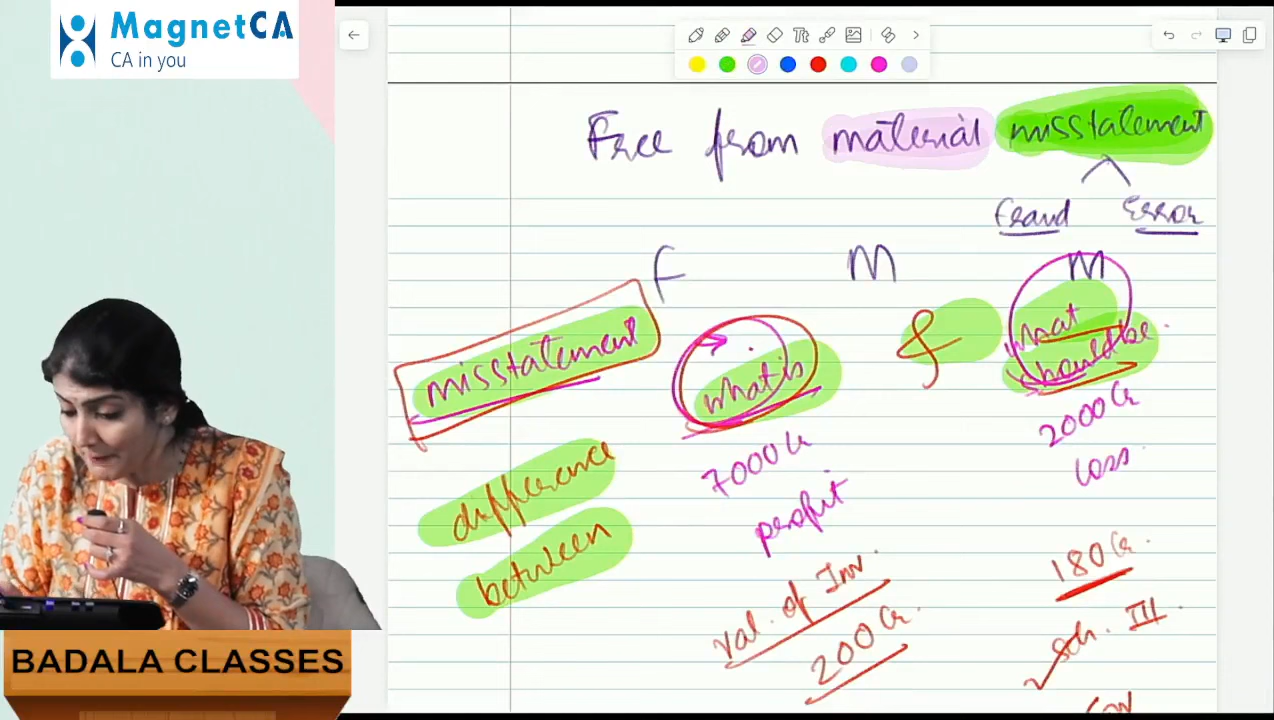 MagnetCA
CA in you
Tt
Free from material misstatement
Fraud Error
F M M
misstatement what is & what should be
difference between
7000 Cr profit
2000 Cr loss
val. of Inv 200 Cr.
180 Cr.
Sch. III
BADALA CLASSES